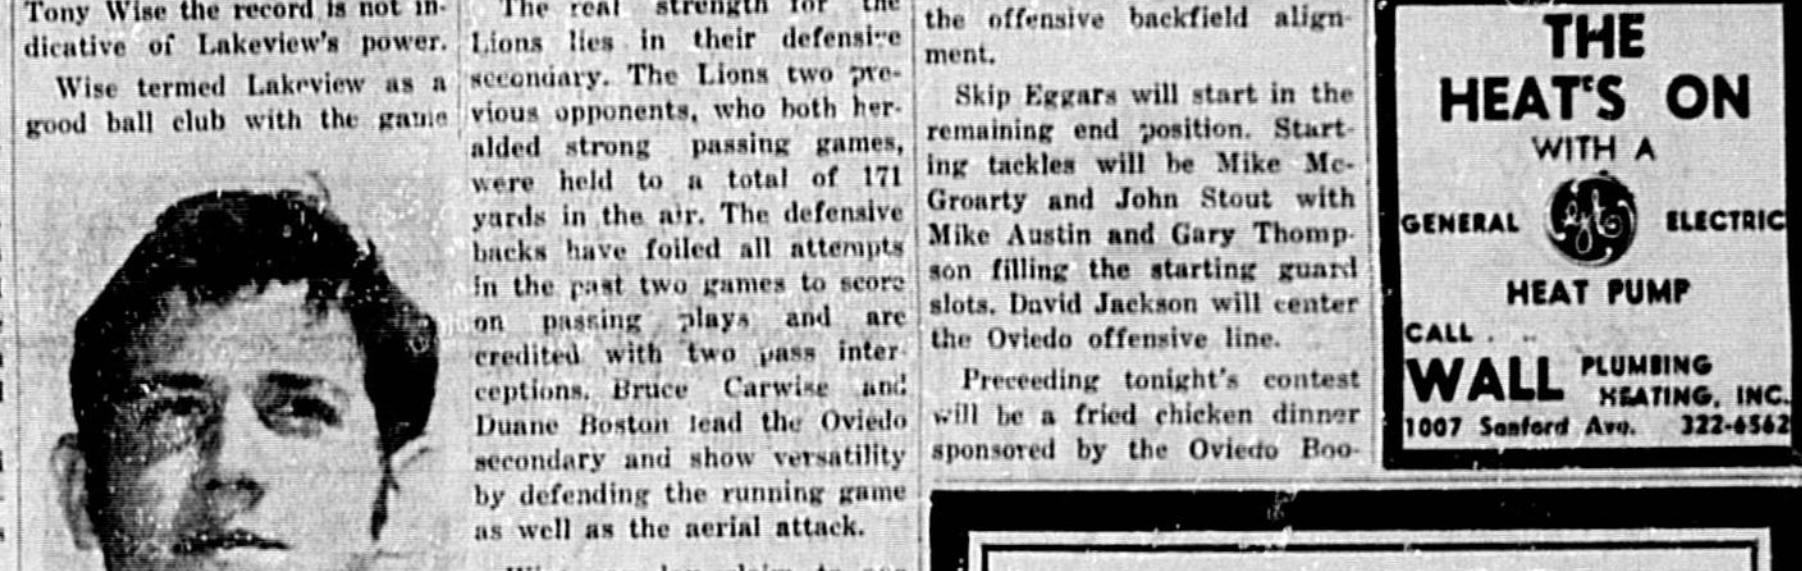 Tony Wise the record is not in-
dicative of Lakeview's power.
Wise termed Lakeview as a
good ball club with the game
The real strength for the
Lions lies in their defensive
secondary. The Lions two pre-
vious opponents, who both her-
alded strong passing games,
were held to a total of 171
yards in the air. The defensive
backs have foiled all attempts
in the past two games to score
on passing plays and are
credited with two pass inter-
ceptions. Bruce Carwise and
Duane Boston lead the Oviedo
secondary and show versatility
by defending the running game
as well as the aerial attack.
the offensive backfield align-
ment.
Skip Eggars will start in the
remaining end position. Start-
ing tackles will be Mike Mc-
Groarty and John Stout with
Mike Austin and Gary Thomp-
son filling the starting guard
slots. David Jackson will center
the Oviedo offensive line.
Preceeding tonight's contest
will be a fried chicken dinner
sponsored by the Oviedo Boo-
THE
HEAT'S ON
WITH A
GENERAL GE ELECTRIC
HEAT PUMP
CALL . . .
WALL PLUMBING
HEATING, INC.
1007 Sanford Ave. 322-6562